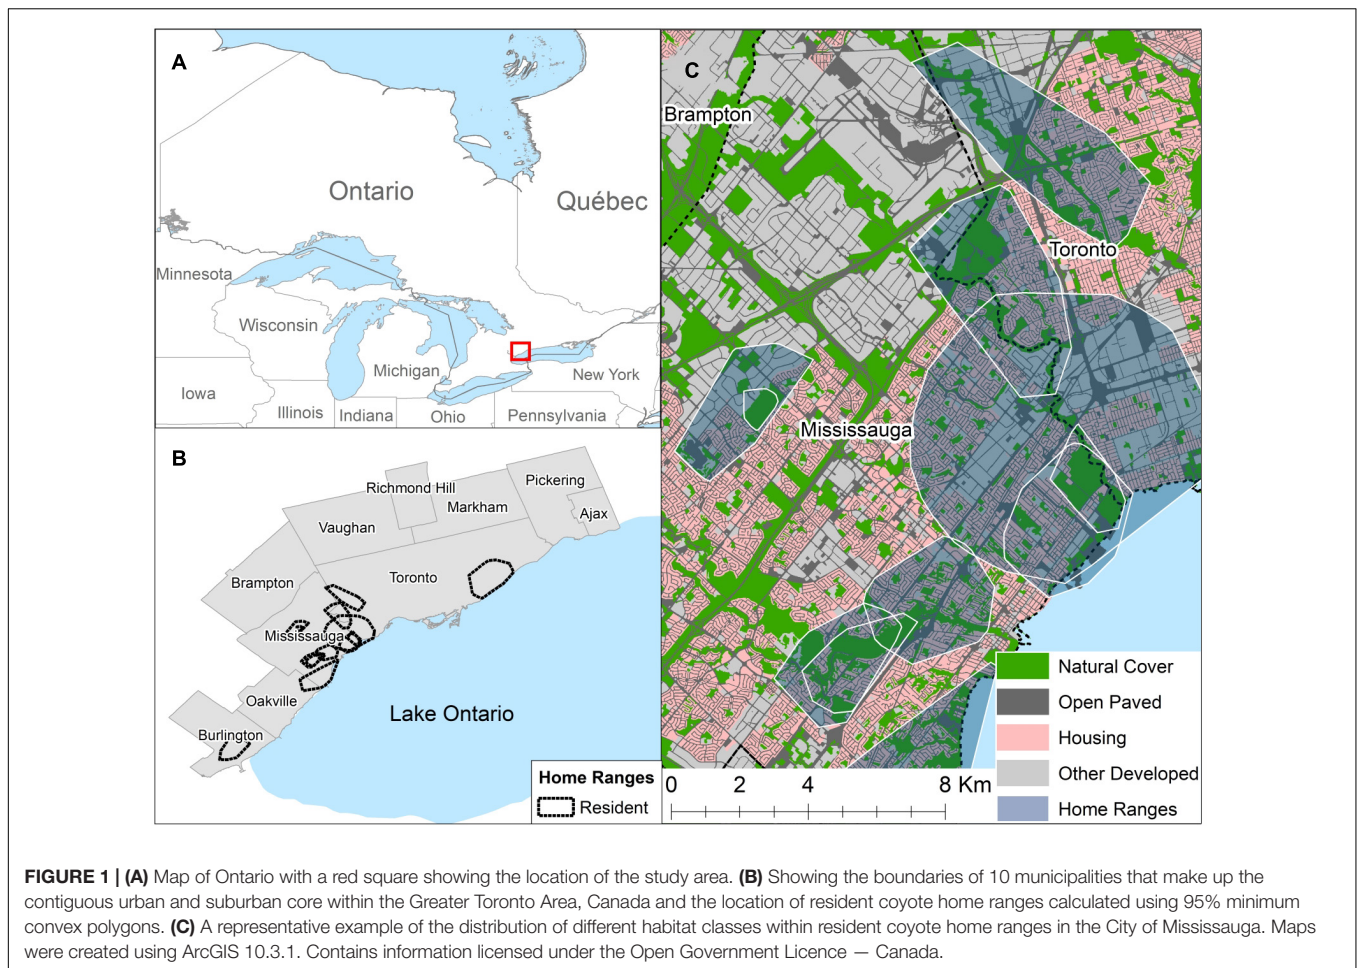 A
Ontario
Québec
Minnesota
Wisconsin
Michigan
New York
Iowa
Illinois
Indiana
Ohio
Pennsylvania
B
Richmond Hill
Pickering
Markham
Ajax
Vaughan
Brampton
Toronto
Mississauga
Oakville
Burlington
Lake Ontario
Home Ranges
Resident
C
Brampton
Toronto
Mississauga
Natural Cover
Open Paved
Housing
Other Developed
Home Ranges
0 2 4 8 Km
FIGURE 1 | (A) Map of Ontario with a red square showing the location of the study area. (B) Showing the boundaries of 10 municipalities that make up the
contiguous urban and suburban core within the Greater Toronto Area, Canada and the location of resident coyote home ranges calculated using 95% minimum
convex polygons. (C) A representative example of the distribution of different habitat classes within resident coyote home ranges in the City of Mississauga. Maps
were created using ArcGIS 10.3.1. Contains information licensed under the Open Government Licence — Canada.